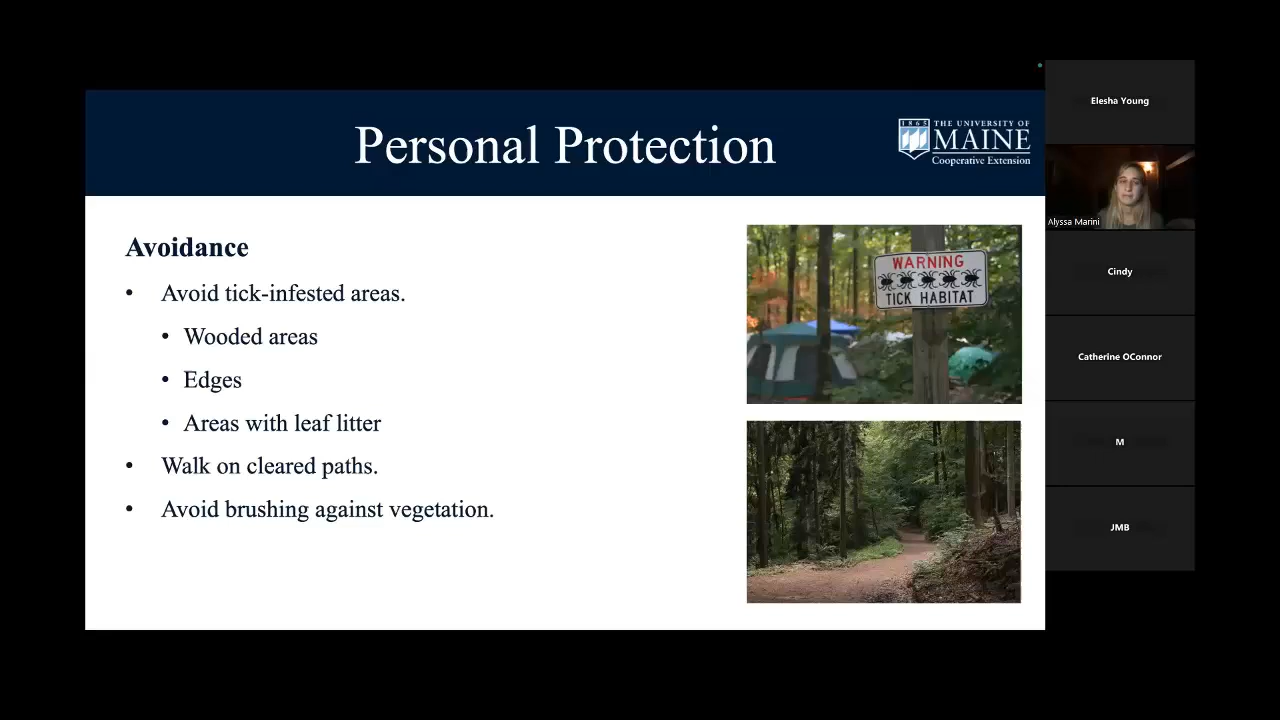 Personal Protection
1865
THE UNIVERSITY OF
MAINE
Cooperative Extension
Avoidance
• Avoid tick-infested areas.
• Wooded areas
• Edges
• Areas with leaf litter
• Walk on cleared paths.
• Avoid brushing against vegetation.
WARNING
TICK HABITAT
Elesha Young
Alyssa Marini
Cindy
Catherine OConnor
M
JMB